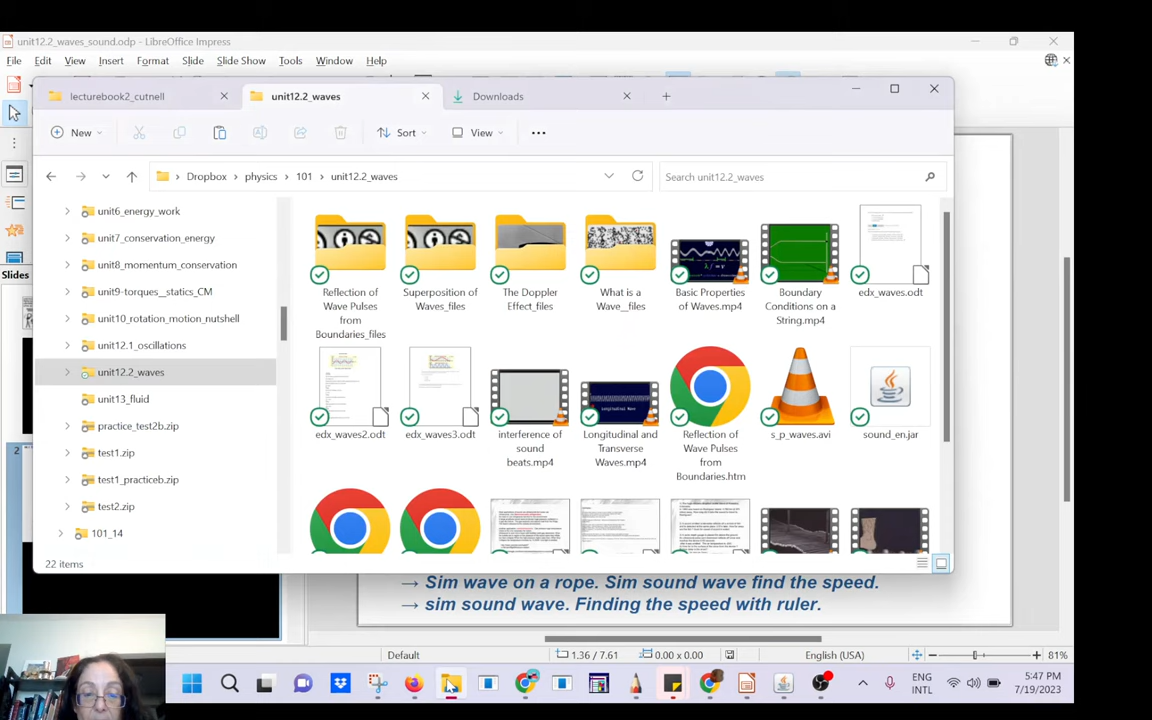 unit12.2_waves_sound.odp - LibreOffice Impress
File Edit View Insert Format Slide Slide Show Tools Window Help
lecturebook2_cutnell
unit12.2_waves
Downloads
New
Sort
View
Dropbox > physics > 101 > unit12.2_waves
Search unit12.2_waves
unit6_energy_work
unit7_conservation_energy
unit8_momentum_conservation
unit9-torques__statics_CM
unit10_rotation_motion_nutshell
unit12.1_oscillations
unit12.2_waves
unit13_fluid
practice_test2b.zip
test1.zip
test1_practiceb.zip
test2.zip
101_14
Reflection of
Wave Pulses
from
Boundaries_files
Superposition of
Waves_files
The Doppler
Effect_files
What is a
Wave__files
Basic Properties
of Waves.mp4
Boundary
Conditions on a
String.mp4
edx_waves.odt
edx_waves2.odt
edx_waves3.odt
interference of
sound
beats.mp4
Longitudinal and
Transverse
Waves.mp4
Reflection of
Wave Pulses
from
Boundaries.htm
s_p_waves.avi
sound_en.jar
22 items
Slides
2
→ Sim wave on a rope. Sim sound wave find the speed.
→ sim sound wave. Finding the speed with ruler.
1.36 / 7.61
0.00 x 0.00
Default
English (USA)
81%
ENG
INTL
5:47 PM
7/19/2023